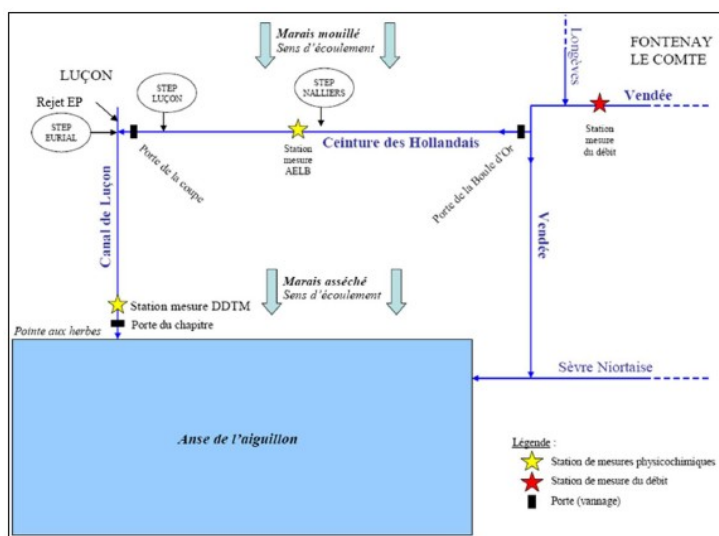 Marais mouillé
Sens d'écoulement
Longèves
FONTENAY
LE COMTE
LUÇON
Rejet EP
STEP
LUÇON
STEP
NALLIERS
Vendée
STEP
EURIAL
Ceinture des Hollandais
Station
mesure
du débit
Station
mesure
AELB
Porte de la coupe
Porte de la Boule d'Or
Canal de Luçon
Vendée
Marais asséché
Sens d'écoulement
Station mesure DDTM
Porte du chapitre
Pointe aux herbes
Sèvre Niortaise
Anse de l'aiguillon
Légende :
Station de mesures physicochimiques
Station de mesure du débit
Porte (vannage)